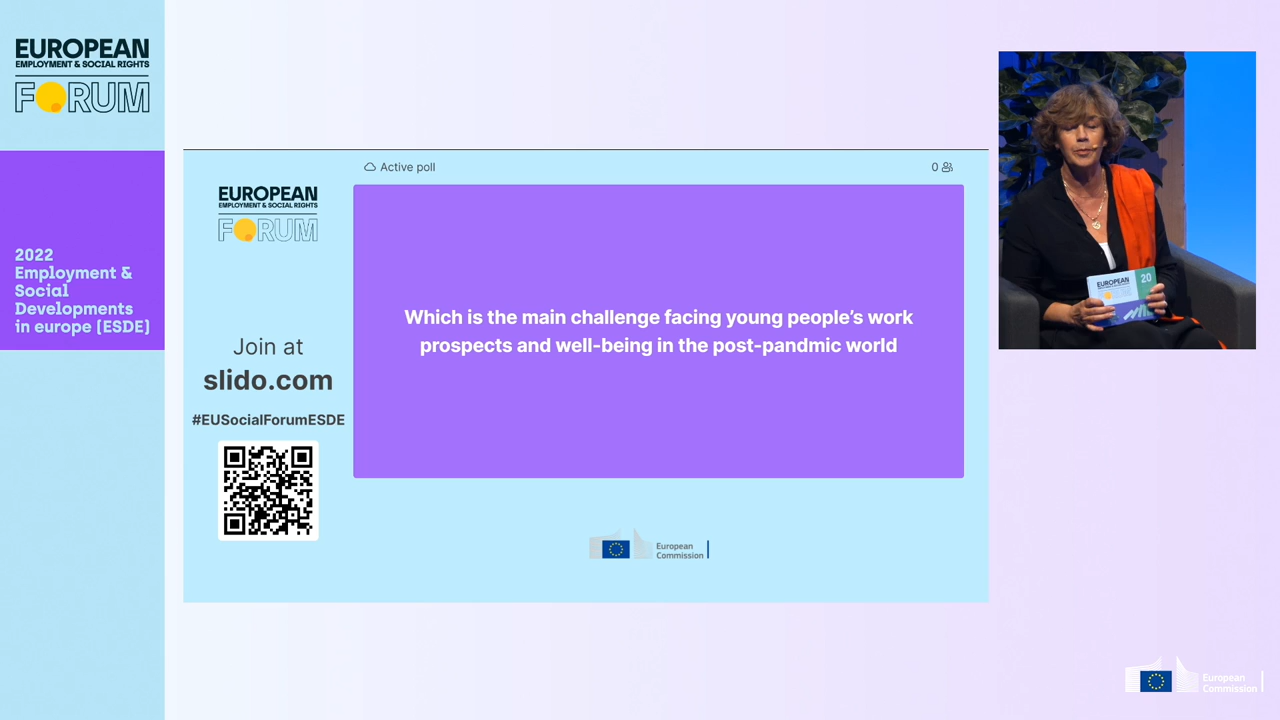 EUROPEAN
EMPLOYMENT & SOCIAL RIGHTS
FORUM
2022
Employment &
Social
Developments
in europe [ESDE]
Active poll
0
EUROPEAN
EMPLOYMENT & SOCIAL RIGHTS
FORUM
Join at
slido.com
#EUSocialForumESDE
Which is the main challenge facing young people’s work
prospects and well-being in the post-pandmic world
European
Commission
EUROPEAN
20
European
Commission